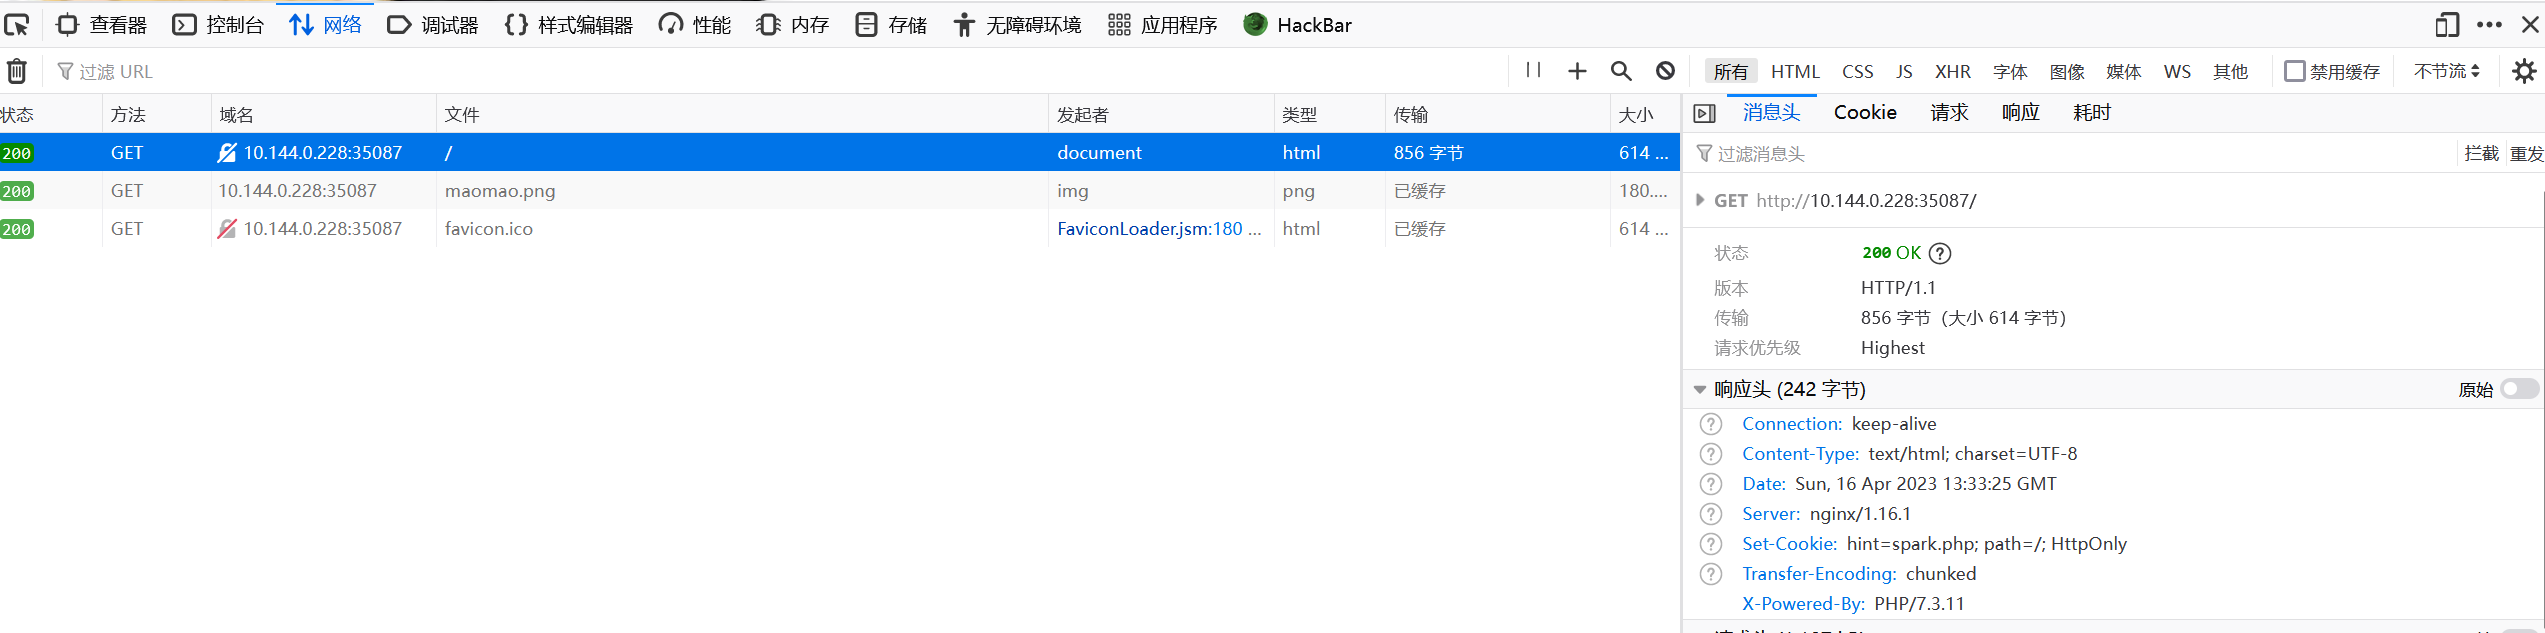 查看器 控制台 网络 调试器 {} 样式编辑器 性能 内存 存储 无障碍环境 应用程序 HackBar
过滤 URL 所有 HTML CSS JS XHR 字体 图像 媒体 WS 其他 禁用缓存 不节流
状态 方法 域名 文件 发起者 类型 传输 大小
200 GET 10.144.0.228:35087 / document html 856 字节 614 ...
200 GET 10.144.0.228:35087 maomao.png img png 已缓存 180....
200 GET 10.144.0.228:35087 favicon.ico FaviconLoader.jsm:180 ... html 已缓存 614 ...
消息头 Cookie 请求 响应 耗时
过滤消息头 拦截 重发
GET http://10.144.0.228:35087/
状态 200 OK
版本 HTTP/1.1
传输 856 字节（大小 614 字节）
请求优先级 Highest
响应头 (242 字节) 原始
Connection: keep-alive
Content-Type: text/html; charset=UTF-8
Date: Sun, 16 Apr 2023 13:33:25 GMT
Server: nginx/1.16.1
Set-Cookie: hint=spark.php; path=/; HttpOnly
Transfer-Encoding: chunked
X-Powered-By: PHP/7.3.11